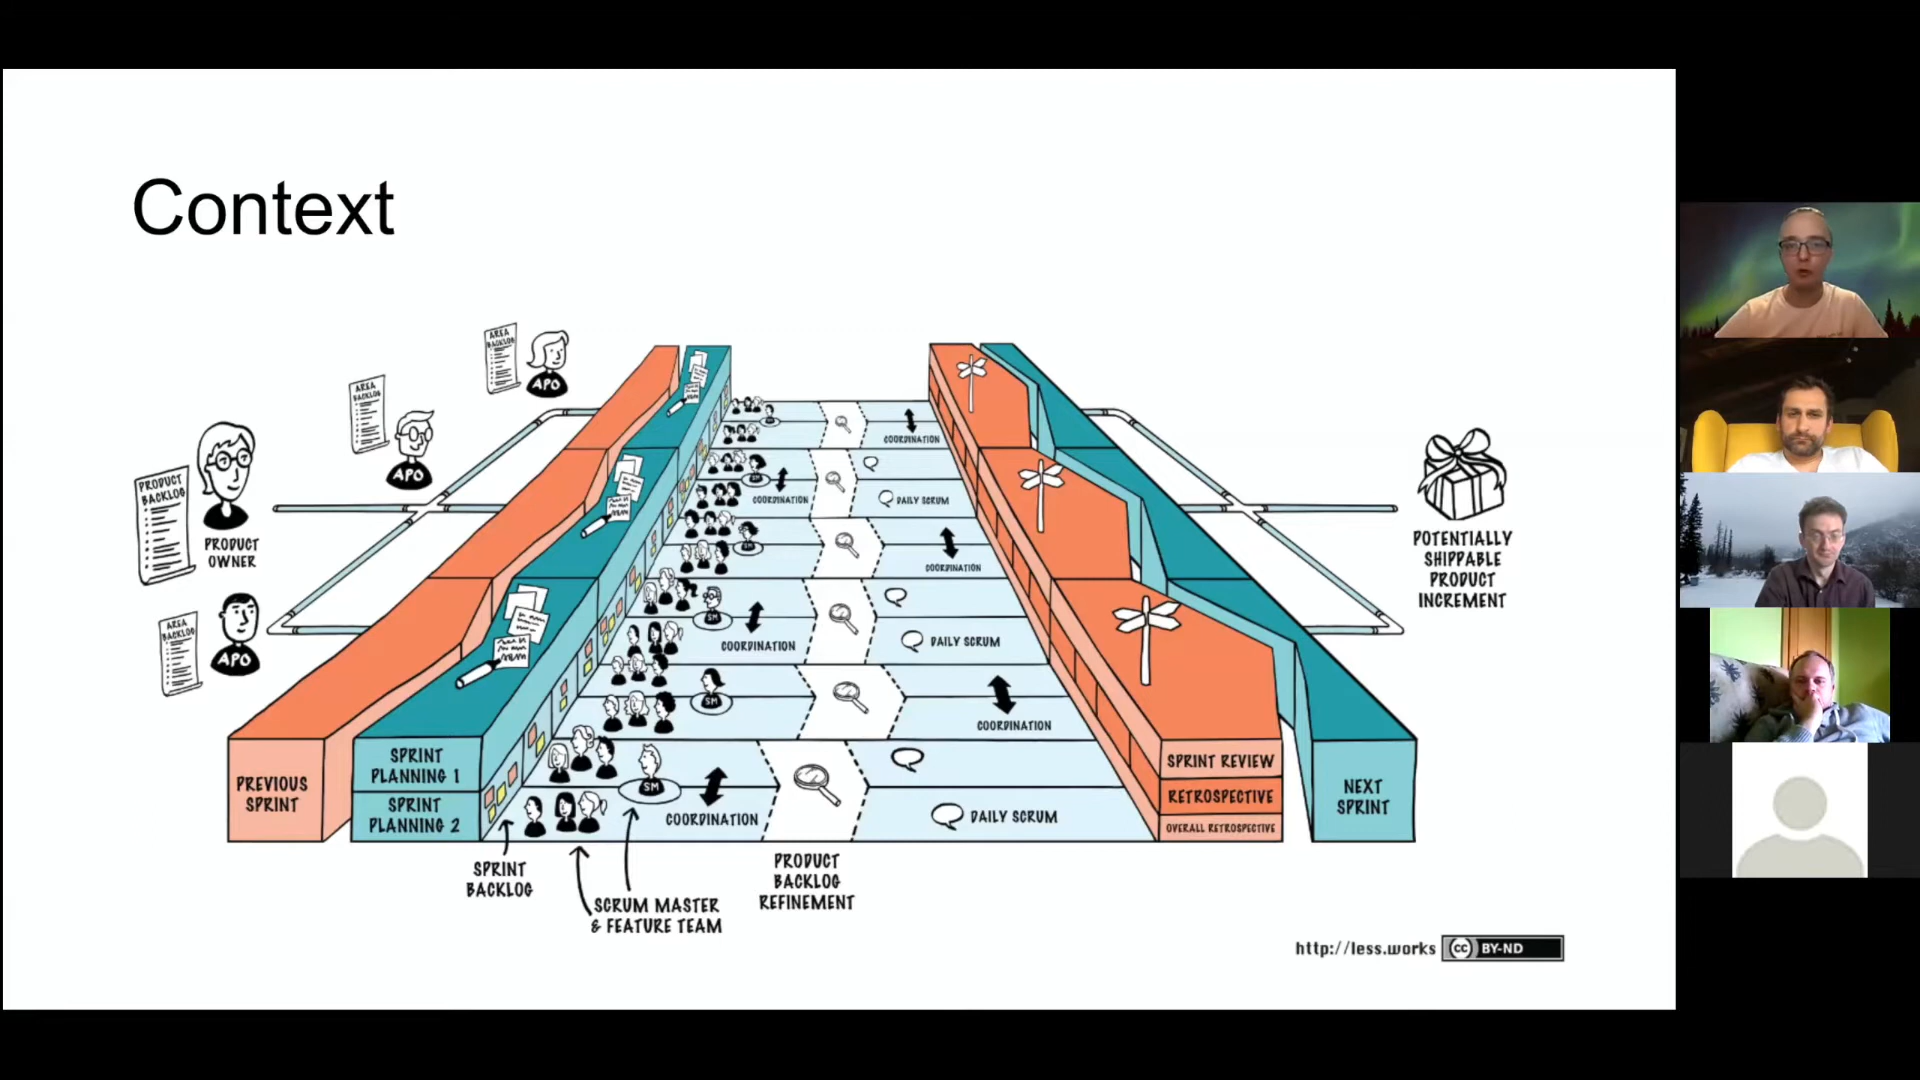 Context
AREA
BACKLOG
APO
AREA
BACKLOG
APO
PRODUCT
BACKLOG
PRODUCT
OWNER
AREA
BACKLOG
APO
COORDINATION
COORDINATION
DAILY SCRUM
COORDINATION
SM
COORDINATION
DAILY SCRUM
SM
COORDINATION
SM
COORDINATION
DAILY SCRUM
PREVIOUS
SPRINT
SPRINT
PLANNING 1
SPRINT
PLANNING 2
SPRINT
BACKLOG
SCRUM MASTER
& FEATURE TEAM
PRODUCT
BACKLOG
REFINEMENT
SPRINT REVIEW
RETROSPECTIVE
OVERALL RETROSPECTIVE
NEXT
SPRINT
POTENTIALLY
SHIPPABLE
PRODUCT
INCREMENT
http://less.works
cc BY-ND